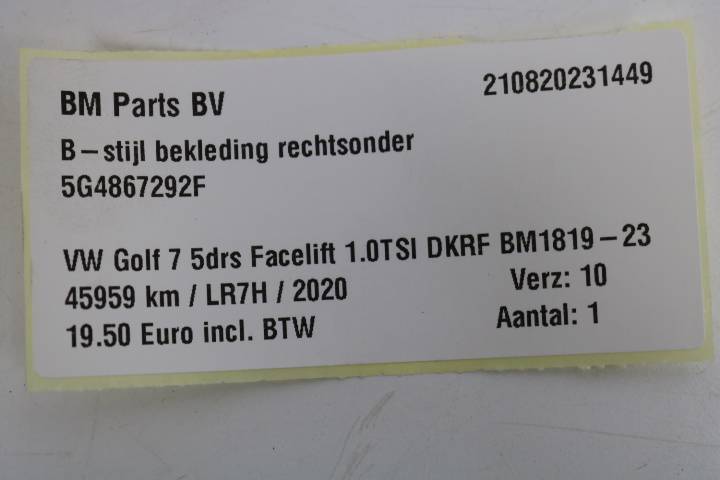 BM Parts BV 210820231449
B-stijl bekleding rechtsonder
5G4867292F
VW Golf 7 5drs Facelift 1.0TSI DKRF BM1819-23
45959 km / LR7H / 2020 Verz: 10
19.50 Euro incl. BTW Aantal: 1